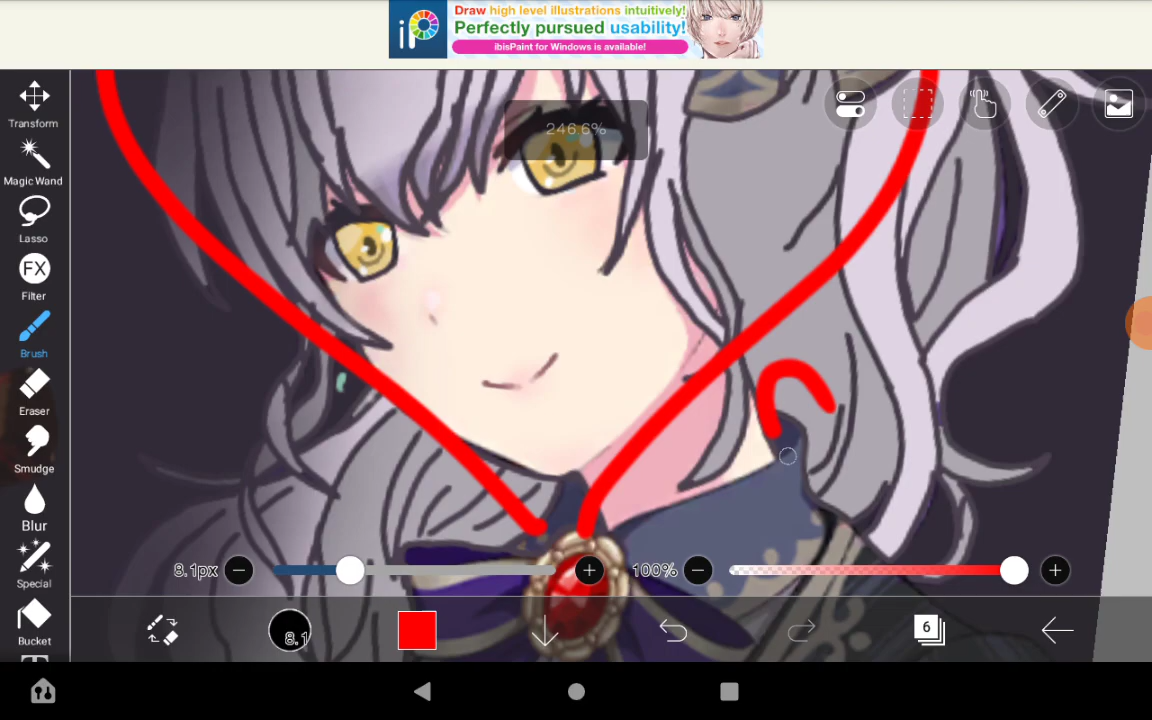 Draw high level illustrations intuitively!
iP Perfectly pursued usability!
ibisPaint for Windows is available!
Transform
Magic Wand
Lasso
FX
Filter
Brush
Eraser
Smudge
Blur
Special
Bucket
246.6%
8.1px
100%
8.1
6